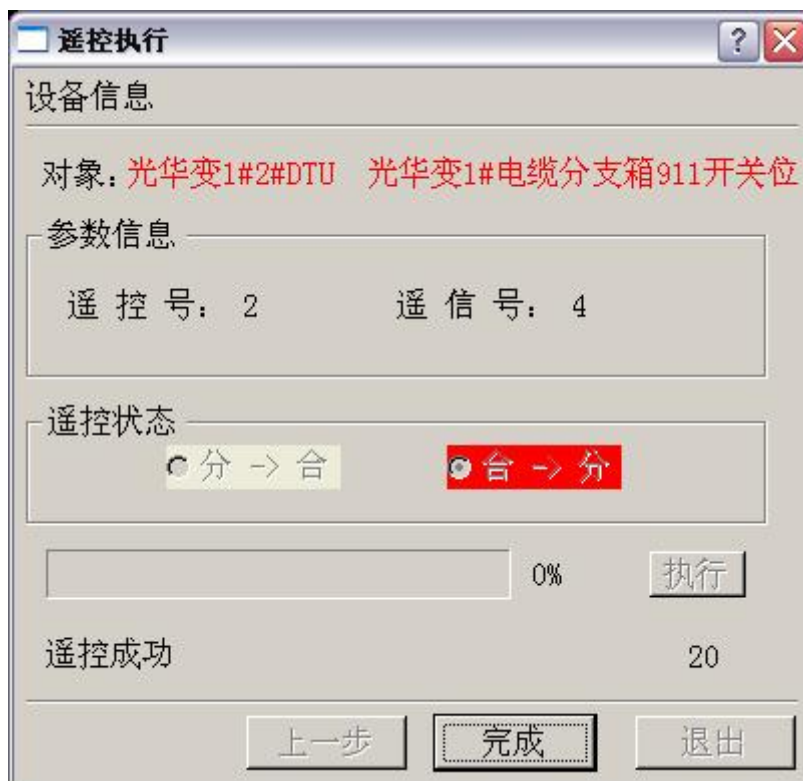 遥控执行
设备信息
对象：光华变1#2#DTU 光华变1#电缆分支箱911开关位
参数信息
遥 控 号： 2 遥 信 号： 4
遥控状态
分 -> 合 合 -> 分
0% 执行
遥控成功 20
上一步 完成 退出